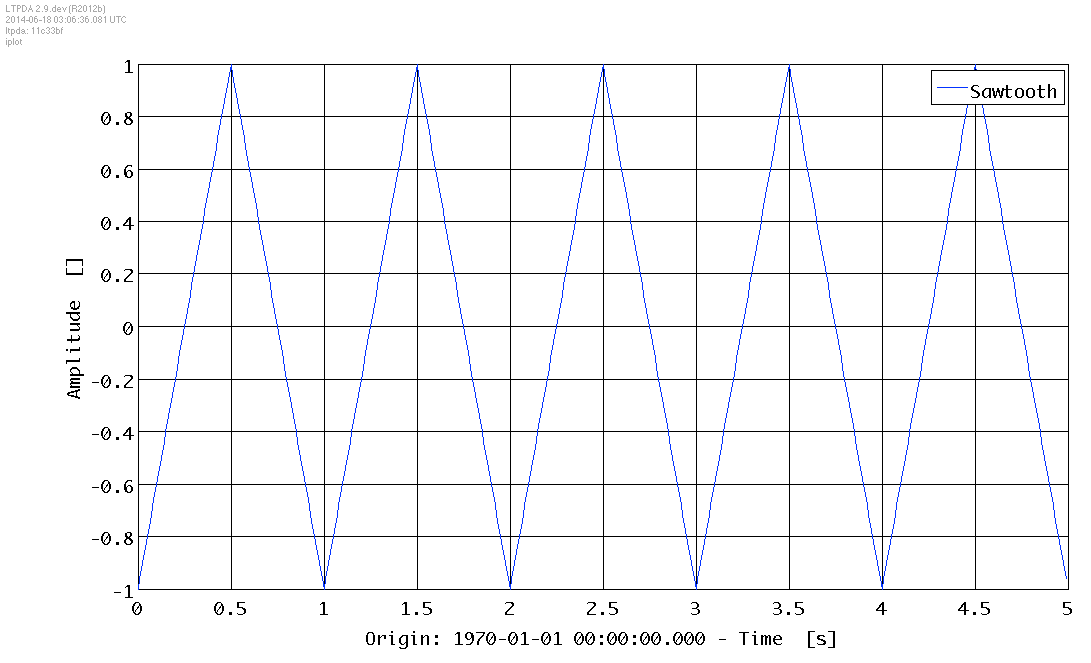 LTPDA 2.9.dev (R2012b)
2014-06-18 03:06:36.081 UTC
ltpda: 11c33bf
iplot
1
0.8
0.6
0.4
0.2
0
-0.2
-0.4
-0.6
-0.8
-1
Amplitude []
Sawtooth
0 0.5 1 1.5 2 2.5 3 3.5 4 4.5 5
Origin: 1970-01-01 00:00:00.000 - Time [s]